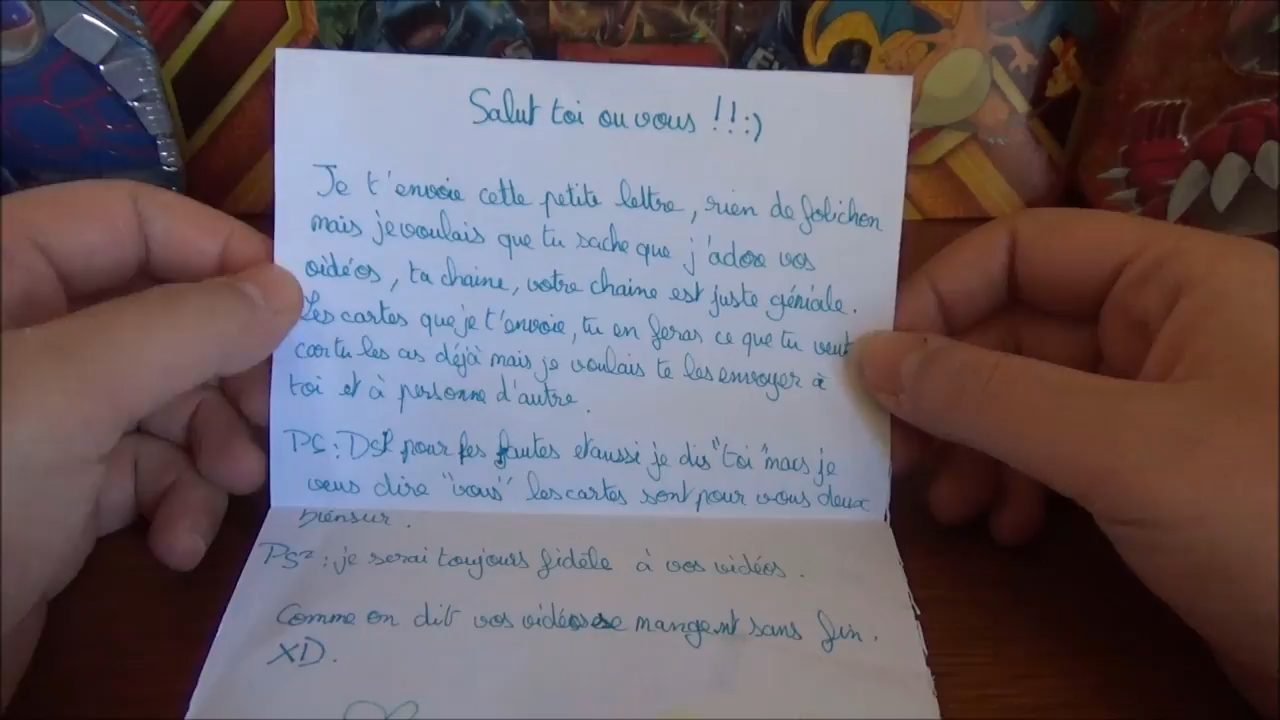 Salut toi ou vous !! :)
Je t'envoie cette petite lettre, rien de folichon
mais je voulais que tu sache que j'adore vos
vidéos, ta chaine, votre chaine est juste géniale.
Les cartes que je t'envoie, tu en feras ce que tu veut
car tu les as déjà mais je voulais te les envoyer à
toi et à personne d'autre.
PS : Dsl pour les fautes et aussi je dis "toi" mais je
veus dire "vous" les cartes sont pour vous deux
biensur.
PS² : je serai toujours fidèle à vos vidéos.
Comme on dit vos vidéos se mangent sans fin.
XD.